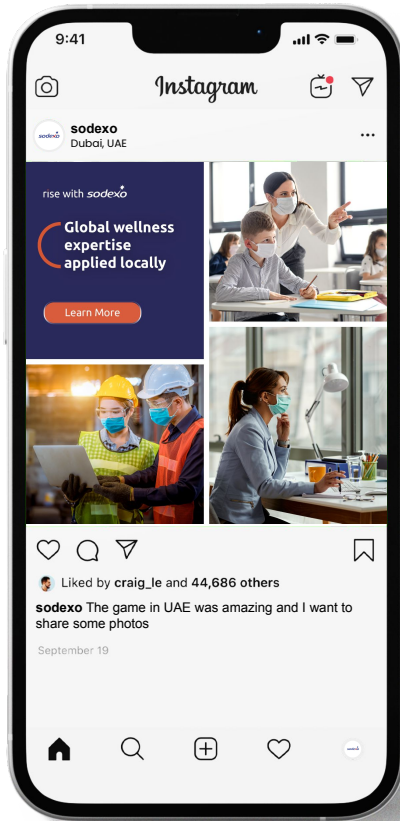 9:41
Instagram
sodexo
sodexo
Dubai, UAE
rise with sodexo
Global wellness
expertise
applied locally
Learn More
Liked by craig_le and 44,686 others
sodexo The game in UAE was amazing and I want to
share some photos
September 19
sodexo